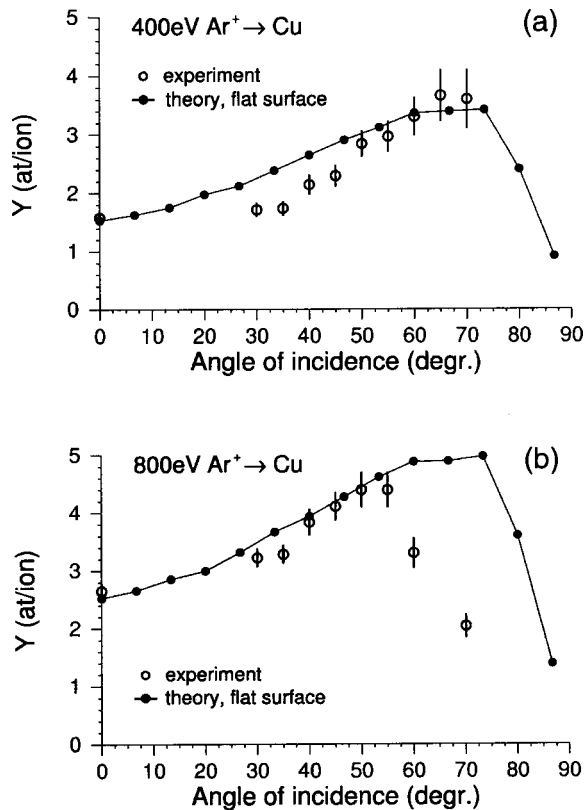 400eV Ar+ → Cu
(a)
experiment
theory, flat surface
Y (at/ion)
5
4
3
2
1
0
0 10 20 30 40 50 60 70 80 90
Angle of incidence (degr.)
800eV Ar+ → Cu
(b)
Y (at/ion)
5
4
3
2
1
0
experiment
theory, flat surface
0 10 20 30 40 50 60 70 80 90
Angle of incidence (degr.)